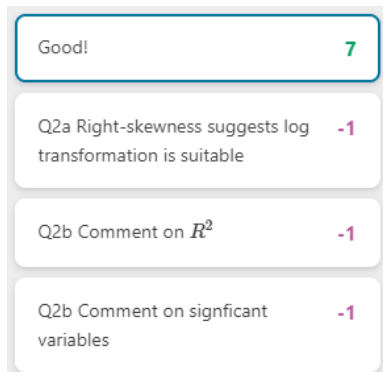 Good! 7
Q2a Right-skewness suggests log -1
transformation is suitable
Q2b Comment on R² -1
Q2b Comment on signficant -1
variables